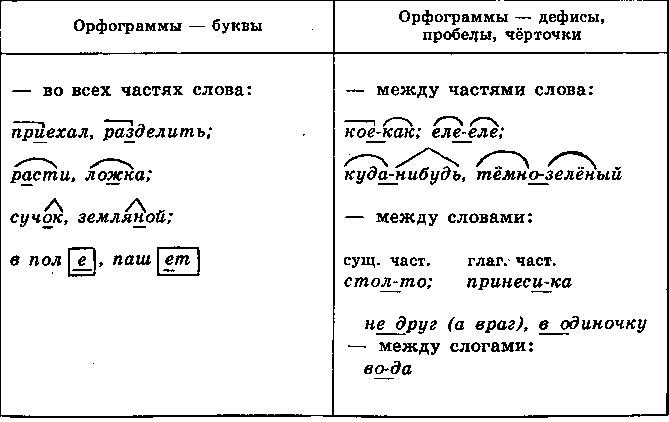 Орфограммы — буквы
— во всех частях слова:
приехал, разделить;
расти, ложка;
сучок, земляной;
в пол е, паш ет
Орфограммы — дефисы,
пробелы, чёрточки
— между частями слова:
кое-как; еле-еле;
куда-нибудь, тёмно-зелёный
— между словами:
сущ. част. глаг. част.
стол-то; принеси-ка
не друг (а враг), в одиночку
— между слогами:
во-да